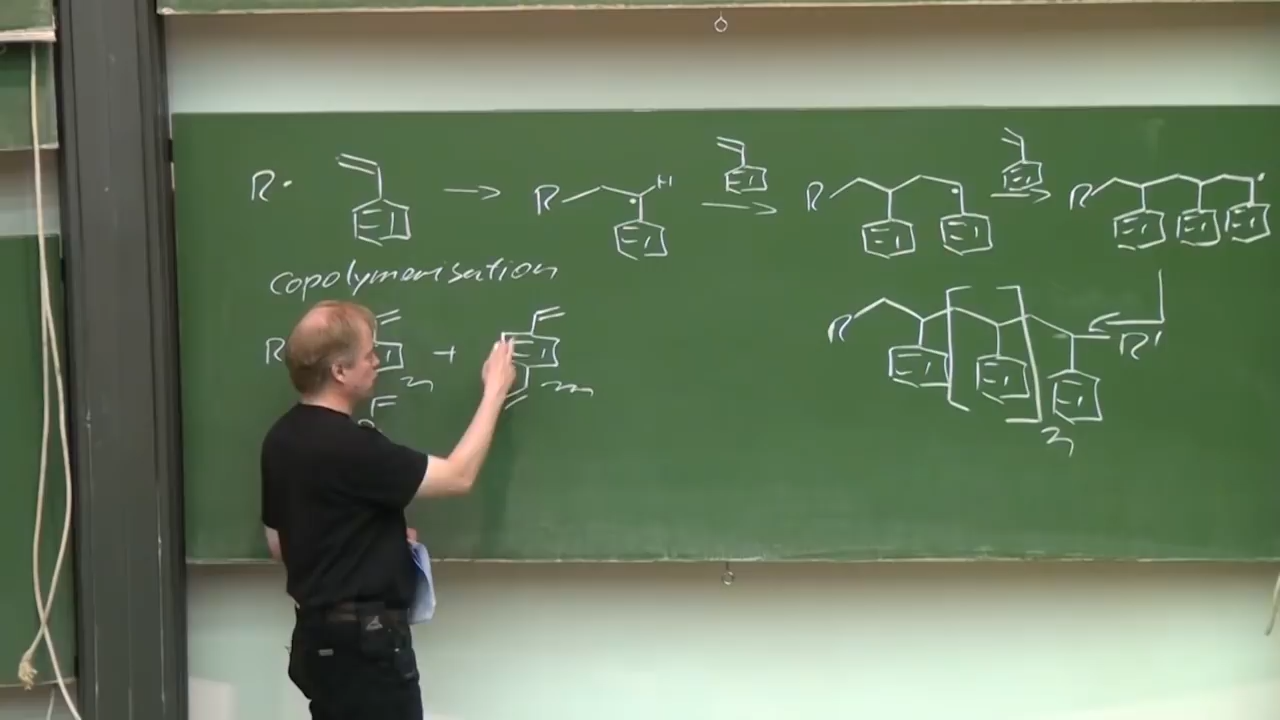 R· → R H → R → R ·
copolymerisation
R n + m R R'
n